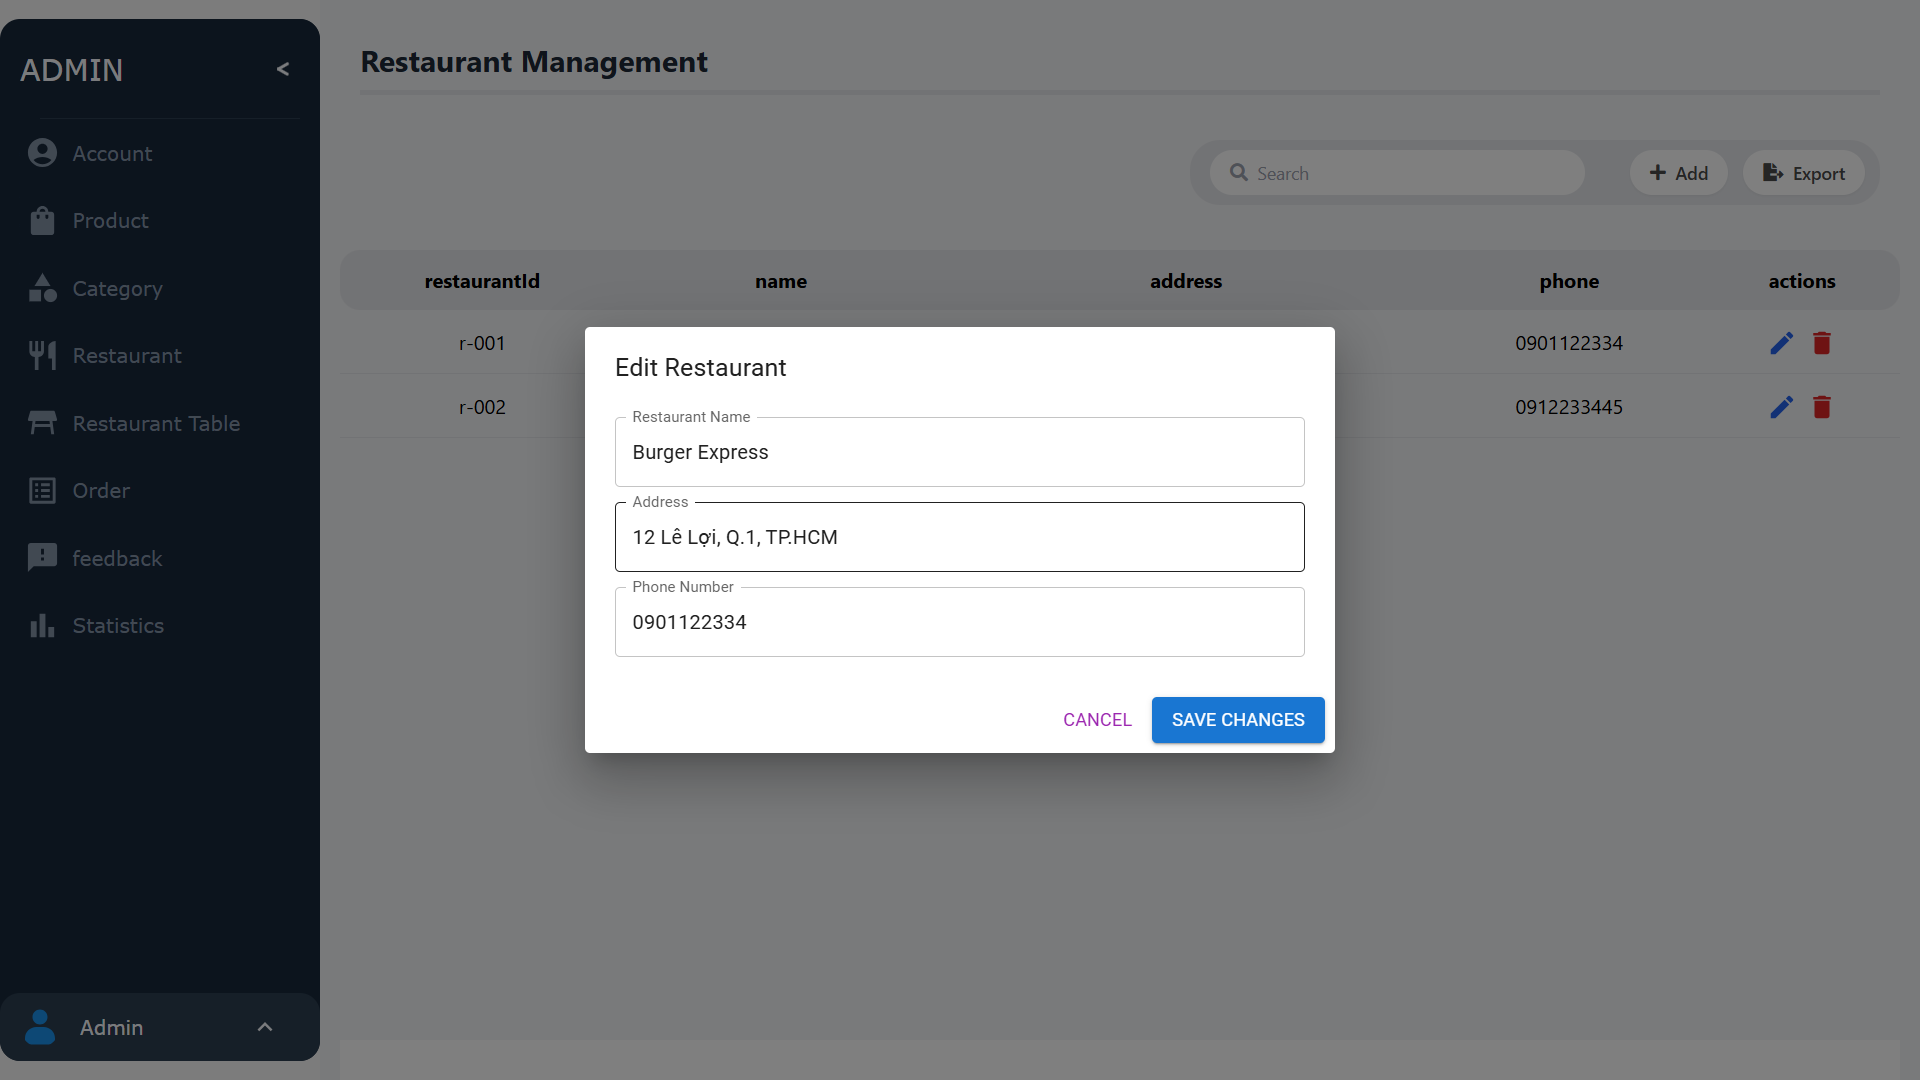 ADMIN <
Account
Product
Category
Restaurant
Restaurant Table
Order
feedback
Statistics
Admin
Restaurant Management
Search
Add
Export
restaurantId name address phone actions
r-001 0901122334
r-002 0912233445
Edit Restaurant
Restaurant Name
Burger Express
Address
12 Lê Lợi, Q.1, TP.HCM
Phone Number
0901122334
CANCEL
SAVE CHANGES